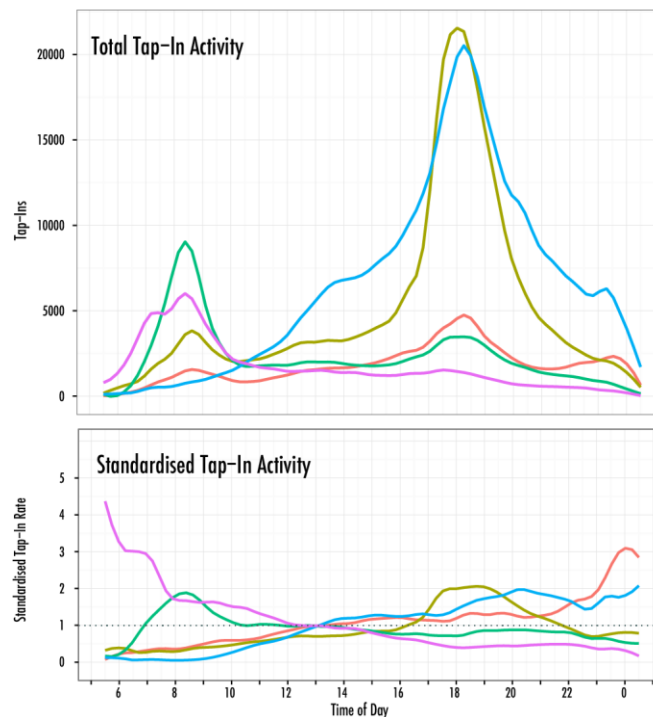 Total Tap-In Activity
20000
15000
10000
5000
0
Tap-Ins
Standardised Tap-In Activity
5
4
3
2
1
0
Standardised Tap-In Rate
6 8 10 12 14 16 18 20 22 0
Time of Day